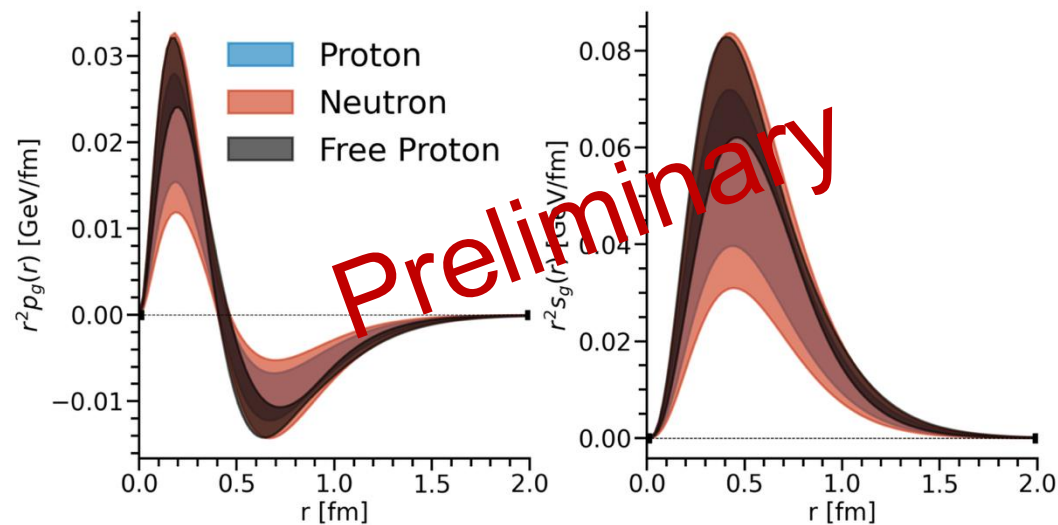 0.03
0.02
0.01
0.00
−0.01
r²p_g(r) [GeV/fm]
Proton
Neutron
Free Proton
0.0 0.5 1.0 1.5 2.0
r [fm]
Preliminary
0.08
0.06
0.04
0.02
0.00
r²s_g(r) [GeV/fm]
0.0 0.5 1.0 1.5 2.0
r [fm]